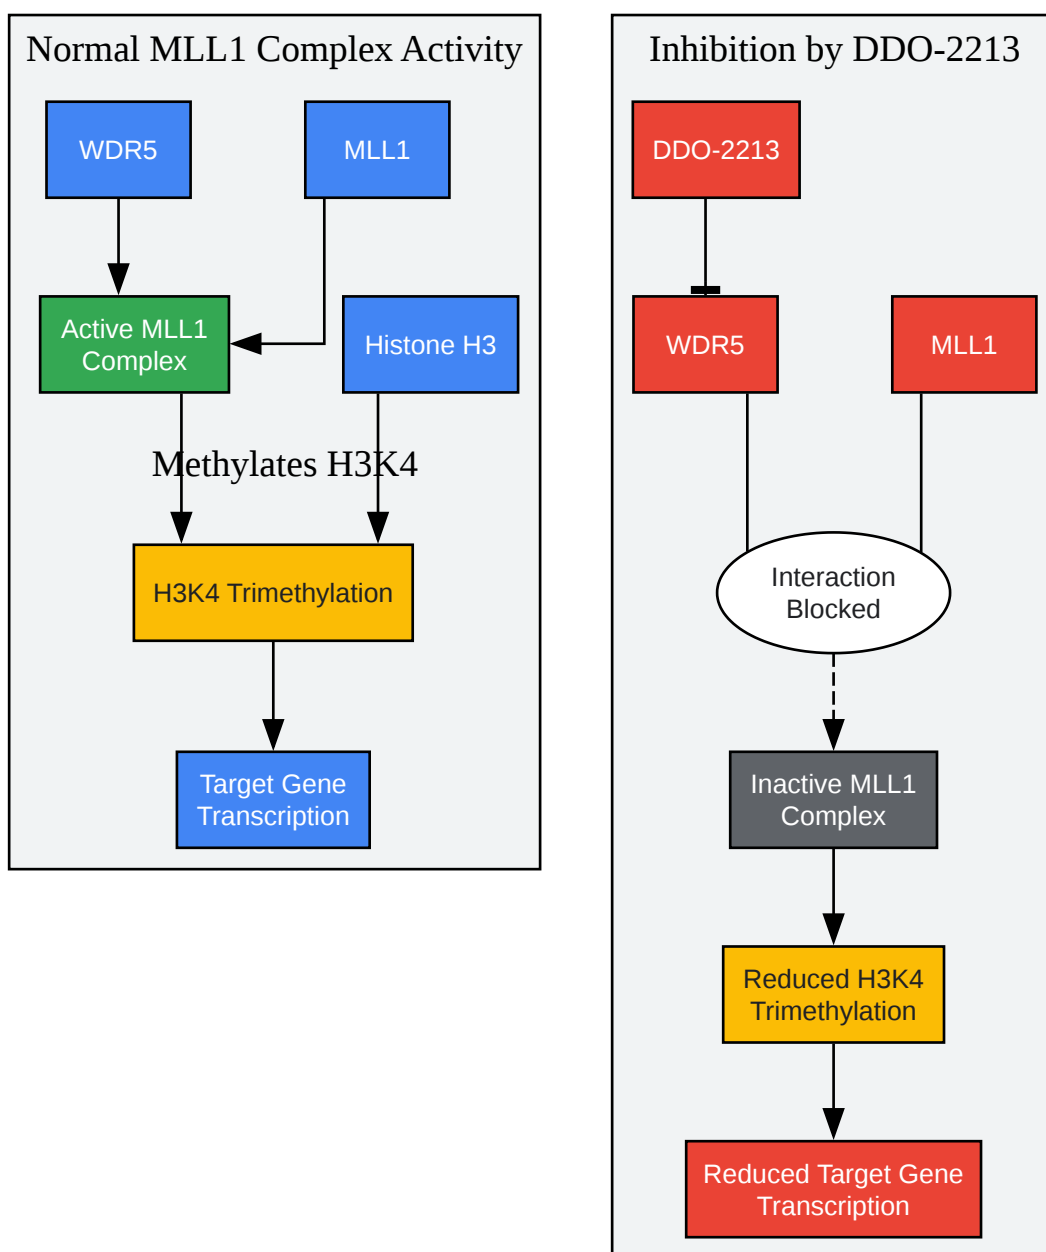 Normal MLL1 Complex Activity
WDR5
MLL1
Active MLL1
Complex
Histone H3
Methylates H3K4
H3K4 Trimethylation
Target Gene
Transcription
Inhibition by DDO-2213
DDO-2213
WDR5
MLL1
Interaction
Blocked
Inactive MLL1
Complex
Reduced H3K4
Trimethylation
Reduced Target Gene
Transcription